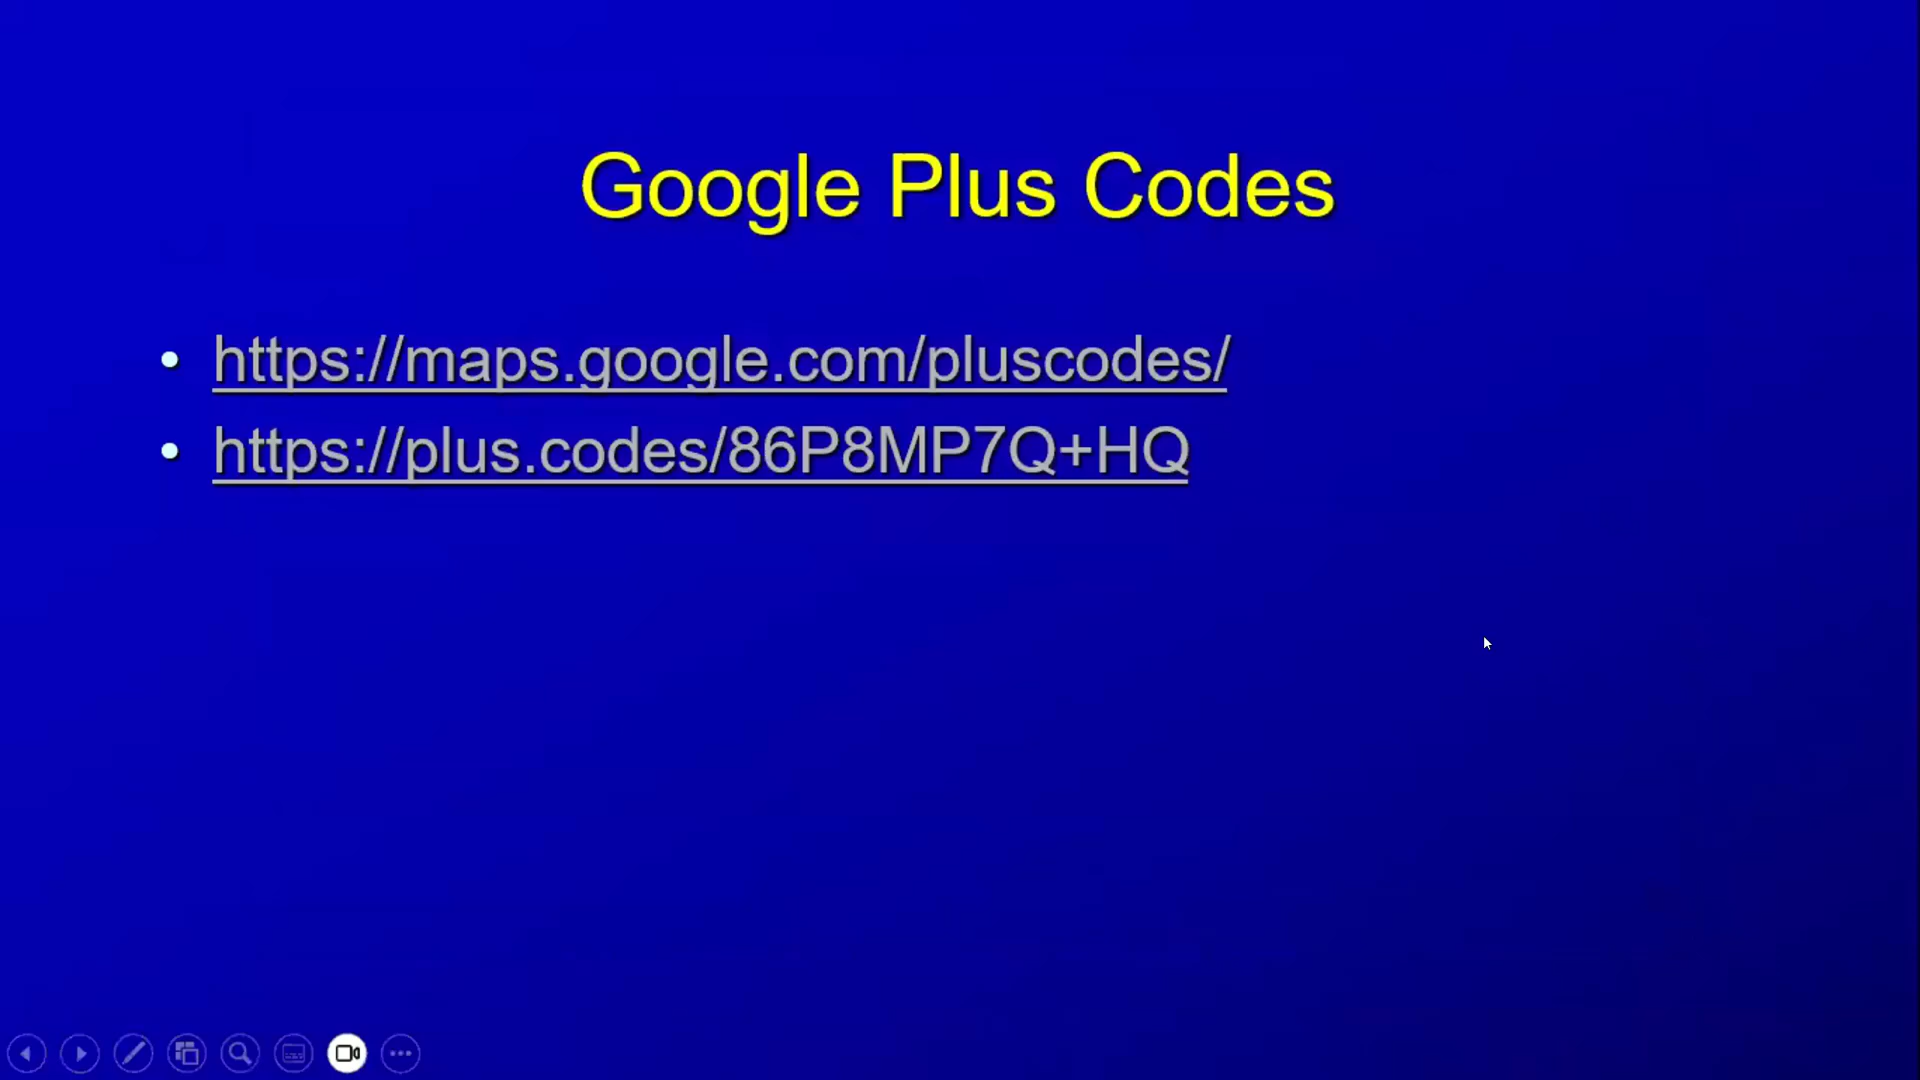 Google Plus Codes
• https://maps.google.com/pluscodes/
• https://plus.codes/86P8MP7Q+HQ